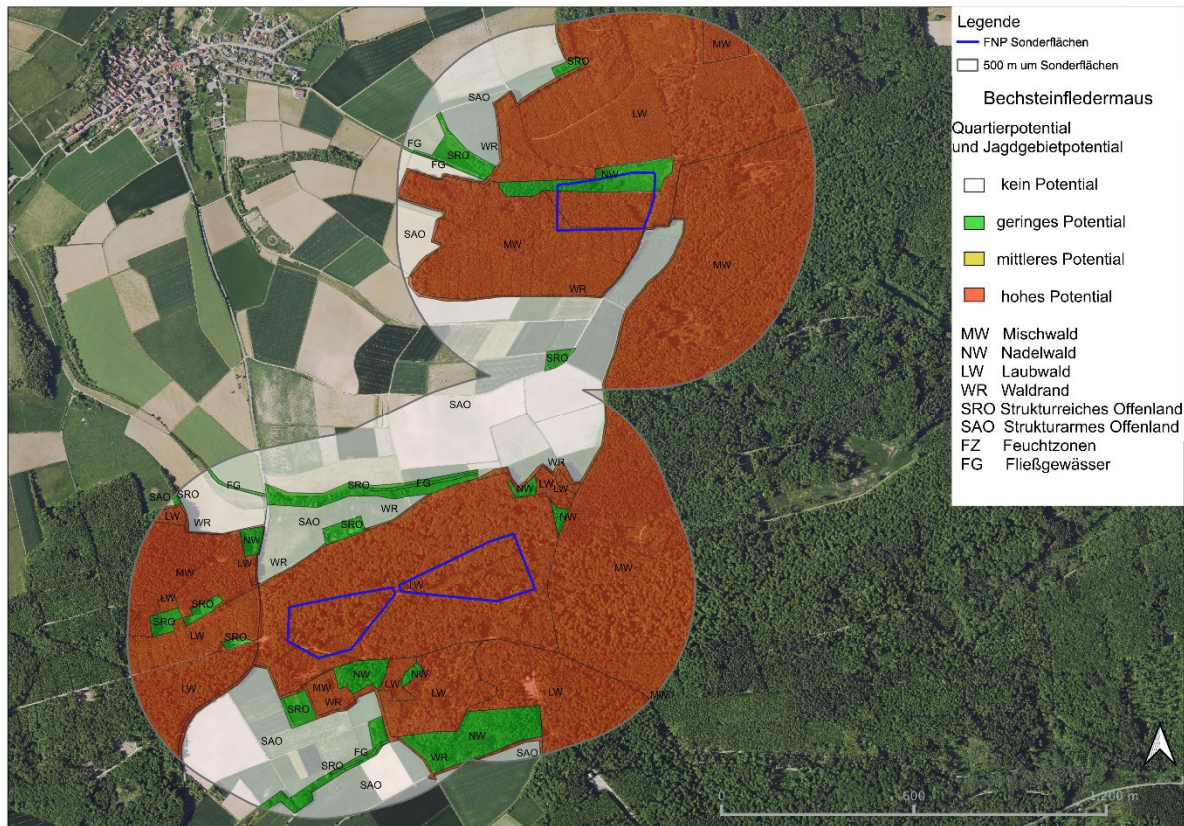 Legende
FNP Sonderflächen
500 m um Sonderflächen
Bechsteinfledermaus
Quartierpotential
und Jagdgebietpotential
kein Potential
geringes Potential
mittleres Potential
hohes Potential
MW Mischwald
NW Nadelwald
LW Laubwald
WR Waldrand
SRO Strukturreiches Offenland
SAO Strukturarmes Offenland
FZ Feuchtzonen
FG Fließgewässer
MW
SRO
SAO
LW
FG
WR
SRO
FG
NW
SAO
MW
MW
WR
SRO
SAO
WR
FG
SRO
FG
SAO
SRO
NW
LW
LW
LW
WR
SAO
SRO
WR
NW
NW
LW
WR
MW
LW
MW
LW
SRO
SRO
LW
SRO
NW
NW
LW
MW
LW
LW
LW
WR
MW
SRO
NW
SAO
FG
WR
SAO
SRO
SAO
0
600
1.200 m